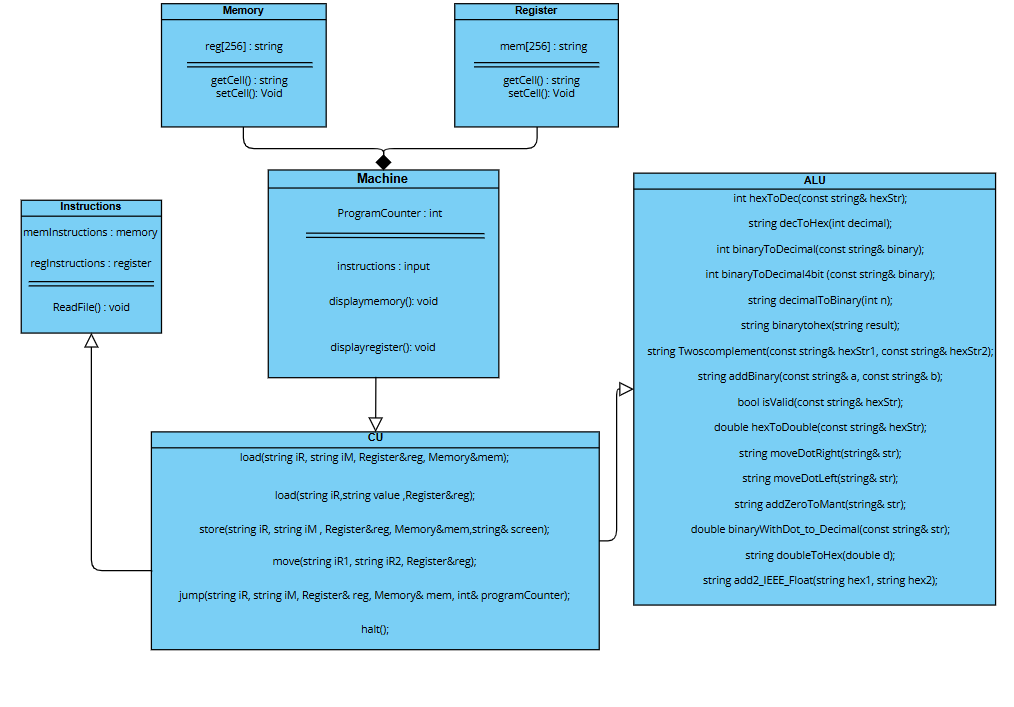 Memory
reg[256] : string
getCell() : string
setCell(): Void
Register
mem[256] : string
getCell() : string
setCell(): Void
Machine
ProgramCounter : int
instructions : input
displaymemory(): void
displayregister(): void
Instructions
memInstructions : memory
regInstructions : register
ReadFile() : void
ALU
int hexToDec(const string& hexStr);
string decToHex(int decimal);
int binaryToDecimal(const string& binary);
int binaryToDecimal4bit (const string& binary);
string decimalToBinary(int n);
string binarytohex(string result);
string Twoscomplement(const string& hexStr1, const string& hexStr2);
string addBinary(const string& a, const string& b);
bool isValid(const string& hexStr);
double hexToDouble(const string& hexStr);
string moveDotRight(string& str);
string moveDotLeft(string& str);
string addZeroToMant(string& str);
double binaryWithDot_to_Decimal(const string& str);
string doubleToHex(double d);
string add2_IEEE_Float(string hex1, string hex2);
CU
load(string iR, string iM, Register&reg, Memory&mem);
load(string iR,string value ,Register&reg);
store(string iR, string iM , Register&reg, Memory&mem,string& screen);
move(string iR1, string iR2, Register&reg);
jump(string iR, string iM, Register& reg, Memory& mem, int& programCounter);
halt();